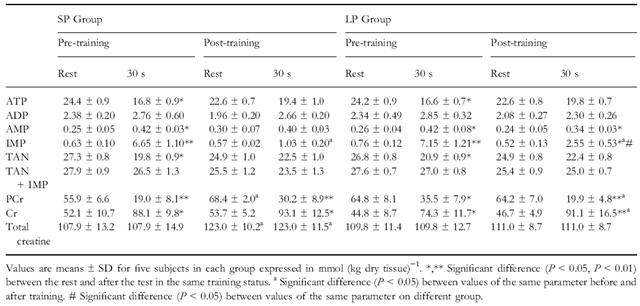 SP Group LP Group
Pre-training Post-training Pre-training Post-training
Rest 30 s Rest 30 s Rest 30 s Rest 30 s
ATP 24.4 ± 0.9 16.8 ± 0.9* 22.6 ± 0.7 19.4 ± 1.0 24.2 ± 0.9 16.6 ± 0.7* 22.6 ± 0.8 19.8 ± 0.7
ADP 2.38 ± 0.20 2.76 ± 0.60 1.96 ± 0.20 2.66 ± 0.20 2.34 ± 0.49 2.85 ± 0.32 2.08 ± 0.27 2.30 ± 0.26
AMP 0.25 ± 0.05 0.42 ± 0.03* 0.30 ± 0.07 0.40 ± 0.03 0.26 ± 0.04 0.42 ± 0.08* 0.24 ± 0.05 0.34 ± 0.03*
IMP 0.63 ± 0.10 6.65 ± 1.10** 0.57 ± 0.02 1.03 ± 0.20ª 0.76 ± 0.12 7.15 ± 1.21** 0.52 ± 0.13 2.55 ± 0.53*ª#
TAN 27.3 ± 0.8 19.8 ± 0.9* 24.9 ± 1.0 22.5 ± 1.0 26.8 ± 0.8 20.9 ± 0.9* 24.9 ± 0.8 22.4 ± 0.8
TAN 27.9 ± 0.9 26.5 ± 1.3 25.5 ± 1.2 23.5 ± 1.3 27.6 ± 0.7 27.0 ± 0.8 25.4 ± 0.9 25.0 ± 0.7
+ IMP
PCr 55.9 ± 6.6 19.0 ± 8.1** 68.4 ± 2.0ª 30.2 ± 8.9** 64.8 ± 8.1 35.5 ± 7.9* 64.2 ± 7.0 19.9 ± 4.8**ª
Cr 52.1 ± 10.7 88.1 ± 9.8* 53.7 ± 5.2 93.1 ± 12.5* 44.8 ± 8.7 74.3 ± 11.7* 46.7 ± 4.9 91.1 ± 16.5**ª
Total 107.9 ± 13.2 107.9 ± 14.9 123.0 ± 10.2ª 123.0 ± 11.5ª 109.8 ± 11.4 109.8 ± 12.7 111.0 ± 8.7 111.0 ± 8.7
creatine
Values are means ± SD for five subjects in each group expressed in mmol (kg dry tissue)⁻¹. *,** Significant difference (P < 0.05, P < 0.01)
between the rest and after the test in the same training status. ª Significant difference (P < 0.05) between values of the same parameter before and
after training. # Significant difference (P < 0.05) between values of the same parameter on different group.